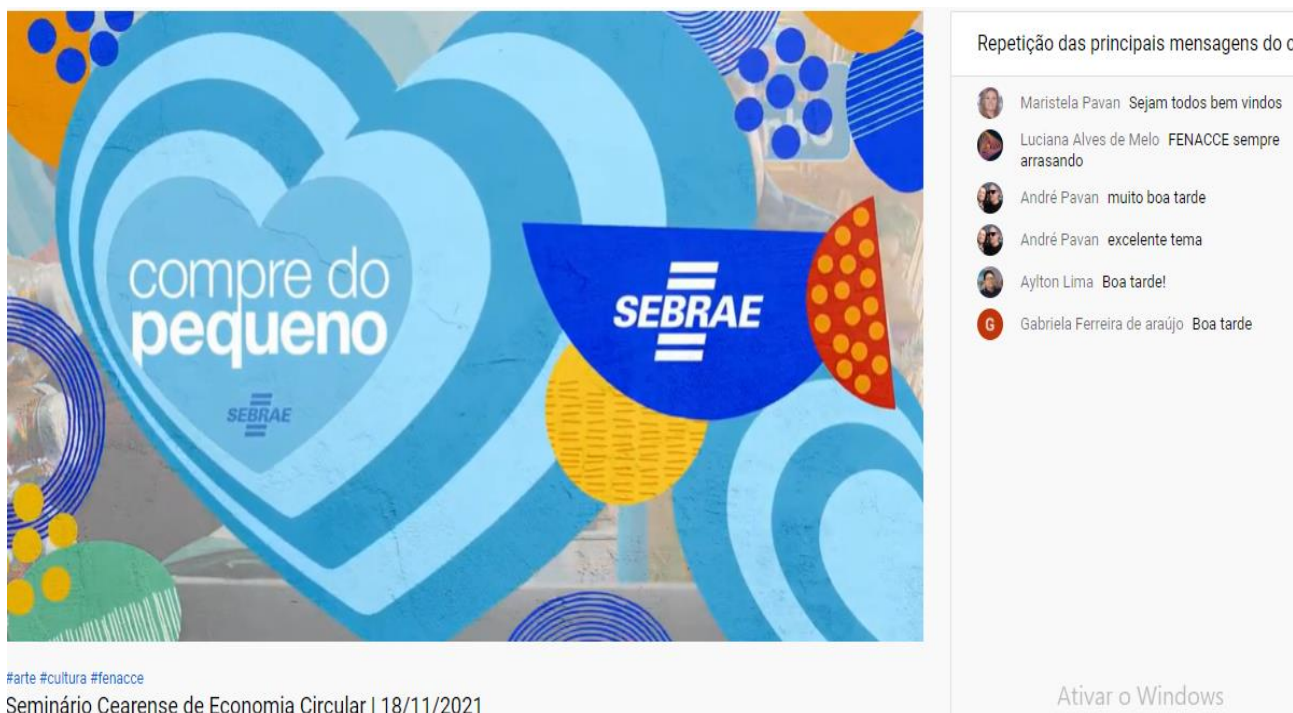 compre do
pequeno
SEBRAE
SEBRAE
#arte #cultura #fenacce
Seminário Cearense de Economia Circular | 18/11/2021
Repetição das principais mensagens do c
Maristela Pavan Sejam todos bem vindos
Luciana Alves de Melo FENACCE sempre
arrasando
André Pavan muito boa tarde
André Pavan excelente tema
Aylton Lima Boa tarde!
G Gabriela Ferreira de araújo Boa tarde
Ativar o Windows